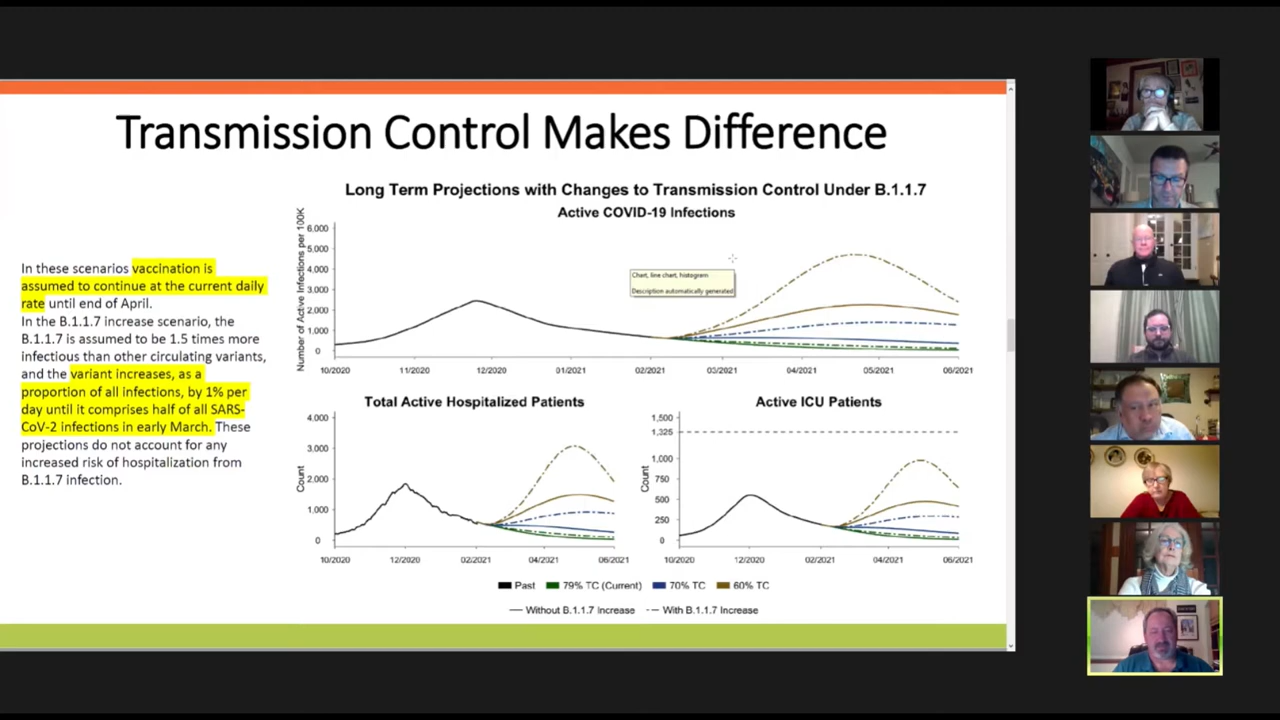 Transmission Control Makes Difference
Long Term Projections with Changes to Transmission Control Under B.1.1.7
Active COVID-19 Infections
In these scenarios vaccination is
assumed to continue at the current daily
rate until end of April.
In the B.1.1.7 increase scenario, the
B.1.1.7 is assumed to be 1.5 times more
infectious than other circulating variants,
and the variant increases, as a
proportion of all infections, by 1% per
day until it comprises half of all SARS-
CoV-2 infections in early March. These
projections do not account for any
increased risk of hospitalization from
B.1.1.7 infection.
Number of Active Infections per 100K
6,000
5,000
4,000
3,000
2,000
1,000
0
Chart, line chart, histogram
Description automatically generated
10/2020 11/2020 12/2020 01/2021 02/2021 03/2021 04/2021 05/2021 06/2021
Total Active Hospitalized Patients
Count
4,000
3,000
2,000
1,000
0
10/2020 12/2020 02/2021 04/2021 06/2021
Active ICU Patients
Count
1,500
1,325
1,000
750
500
250
0
10/2020 12/2020 02/2021 04/2021 06/2021
Past 79% TC (Current) 70% TC 60% TC
Without B.1.1.7 Increase With B.1.1.7 Increase